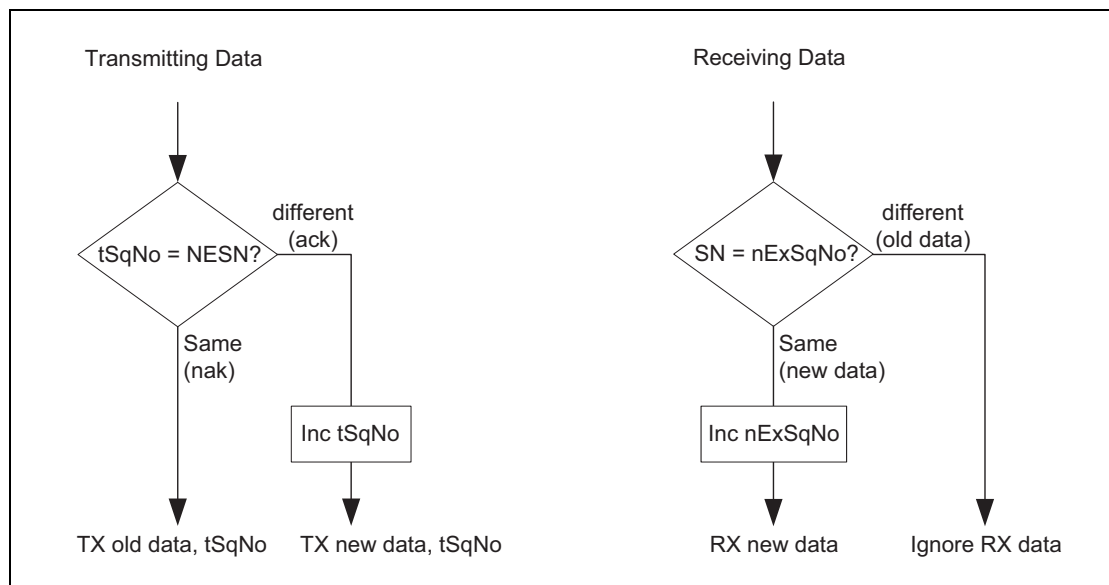 Transmitting Data
tSqNo = NESN?
different
(ack)
Same
(nak)
Inc tSqNo
TX old data, tSqNo
TX new data, tSqNo
Receiving Data
SN = nExSqNo?
different
(old data)
Same
(new data)
Inc nExSqNo
RX new data
Ignore RX data